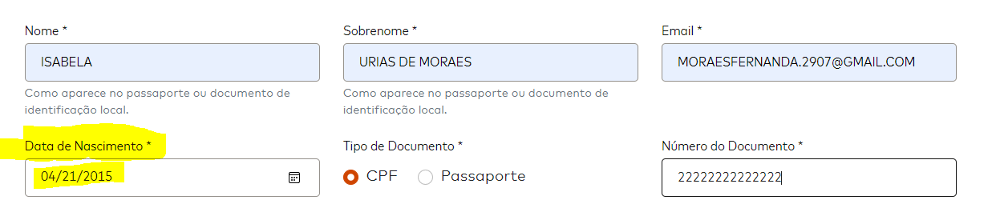 Nome * Sobrenome * Email *
ISABELA URIAS DE MORAES MORAESFERNANDA.2907@GMAIL.COM
Como aparece no passaporte ou documento de Como aparece no passaporte ou documento de
identificação local. identificação local.
Data de Nascimento * Tipo de Documento * Número do Documento *
04/21/2015 CPF Passaporte 22222222222222